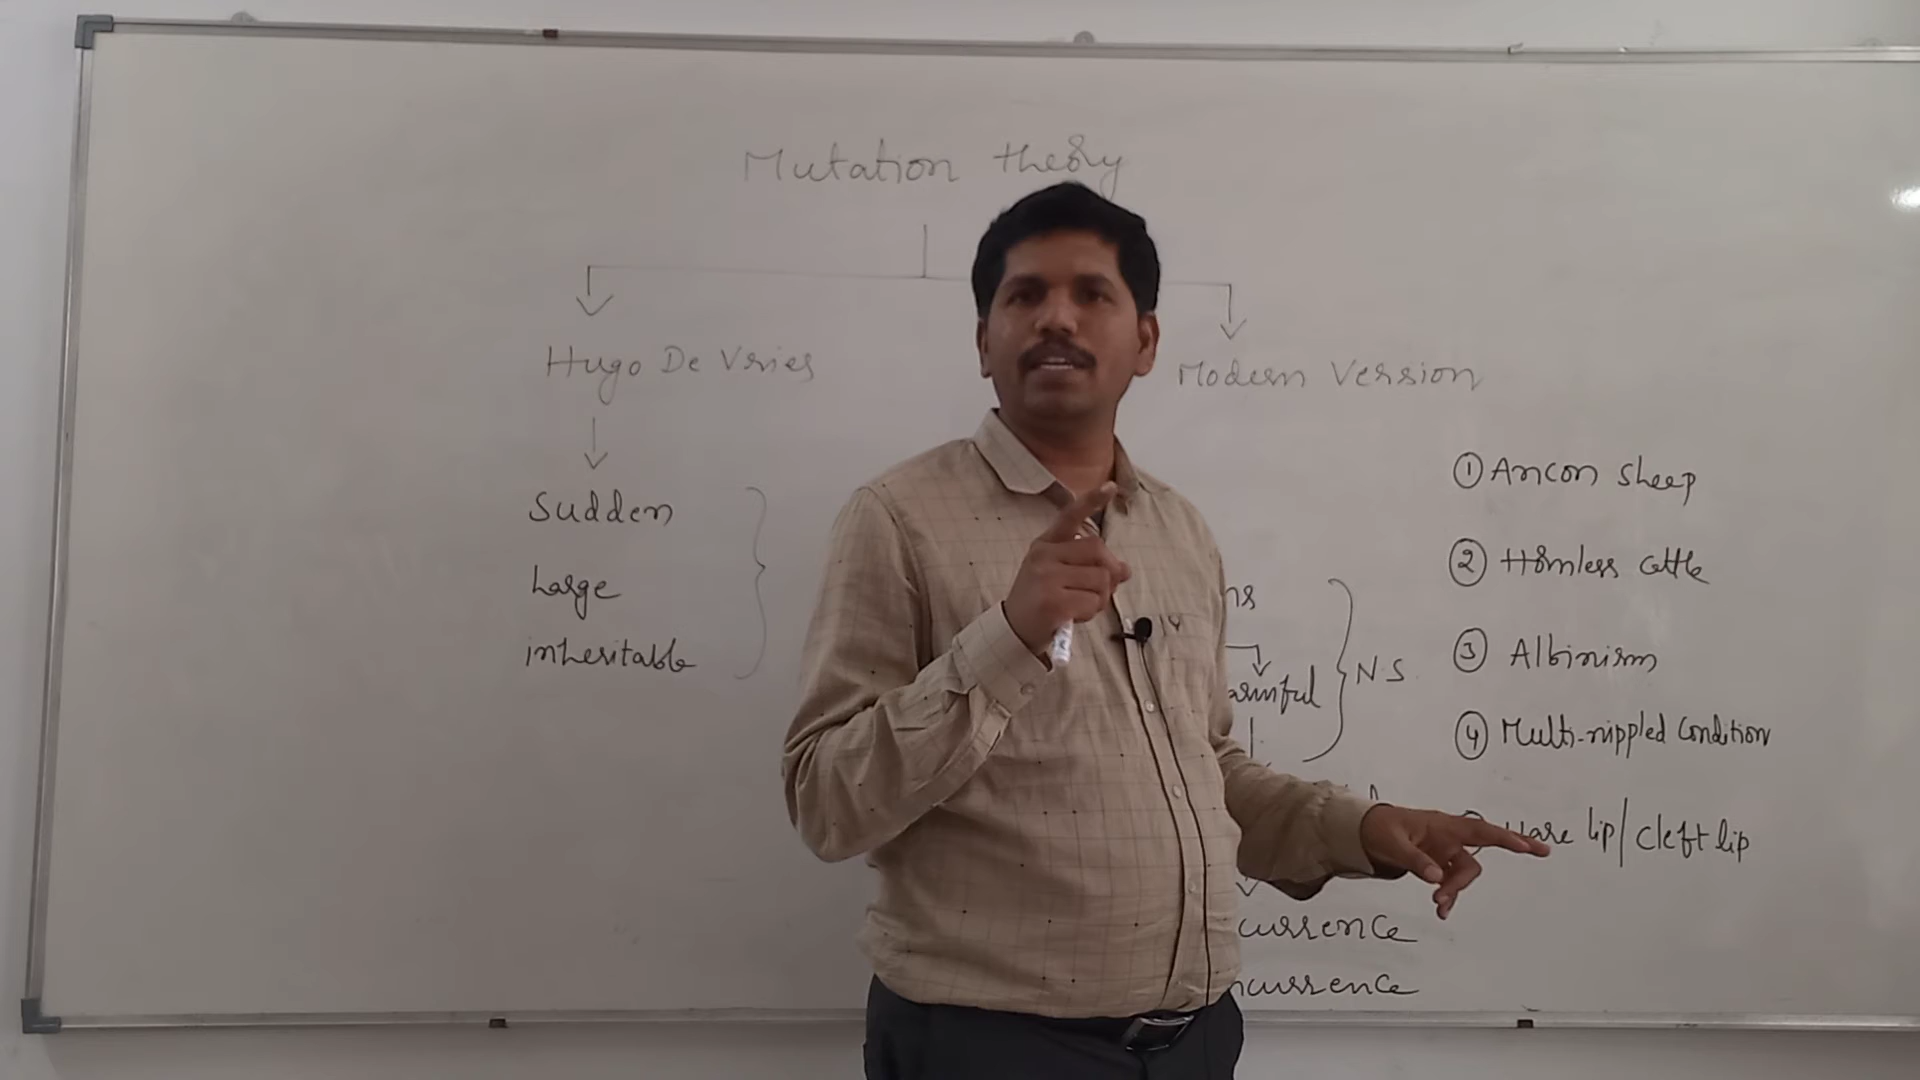 Mutation theory
Hugo De Vries
Modern Version
Sudden
Large
inheritable
N.S
① Ancon sheep
② Hornless cattle
③ Albinism
④ Multi-nippled Condition
Hare lip/cleft lip